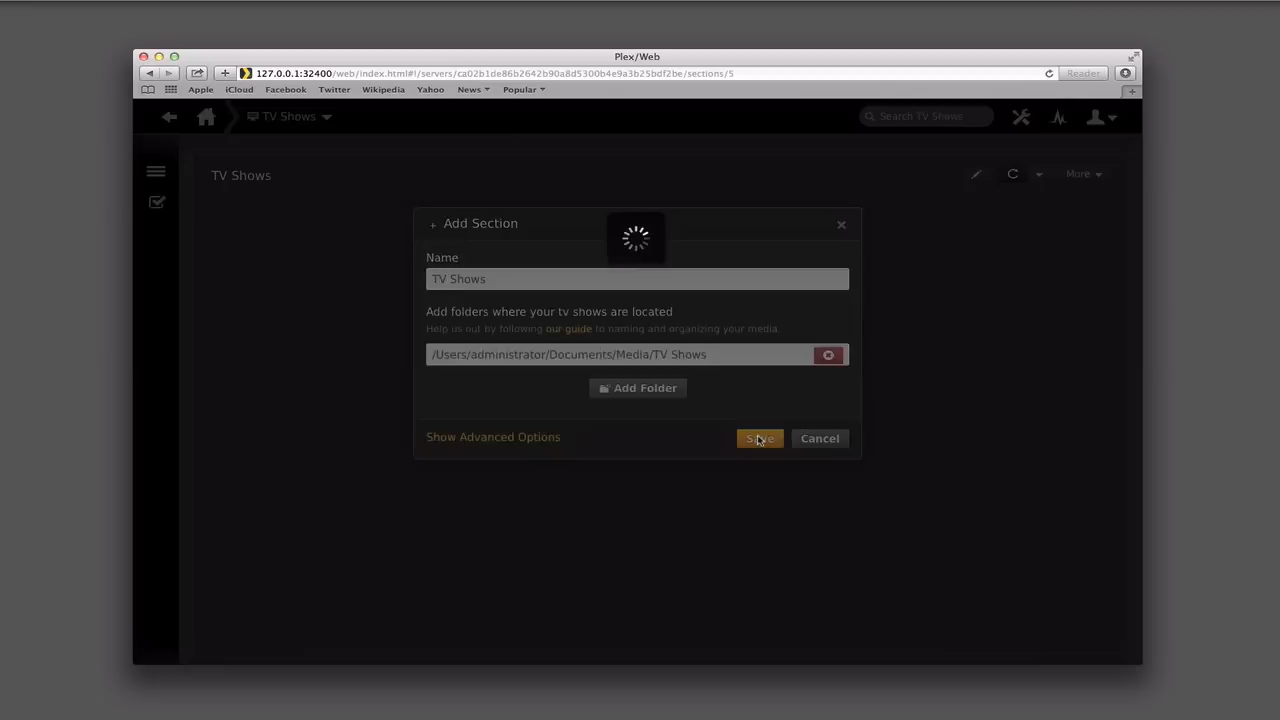 Plex/Web
127.0.0.1:32400/web/index.html#!/servers/ca02b1de86b2642b90a8d5300b4e9a3b25bdf2be/sections/5
Reader
Apple iCloud Facebook Twitter Wikipedia Yahoo News Popular
TV Shows
Search TV Shows
TV Shows
More
+ Add Section
Name
TV Shows
Add folders where your tv shows are located
Help us out by following our guide to naming and organizing your media.
/Users/administrator/Documents/Media/TV Shows
Add Folder
Show Advanced Options
Save
Cancel